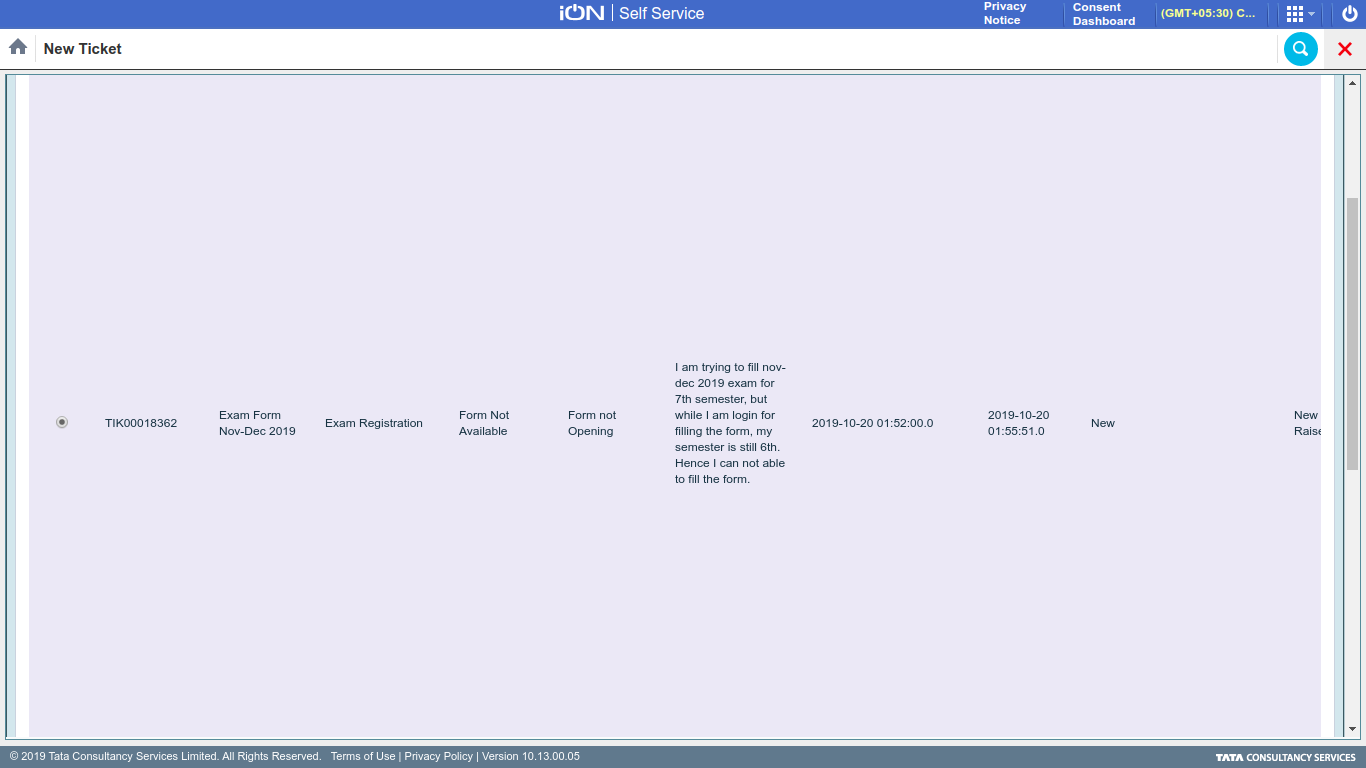 iON | Self Service
Privacy
Notice
Consent
Dashboard
(GMT+05:30) C...
New Ticket
TIK00018362
Exam Form
Nov-Dec 2019
Exam Registration
Form Not
Available
Form not
Opening
I am trying to fill nov-
dec 2019 exam for
7th semester, but
while I am login for
filling the form, my
semester is still 6th.
Hence I can not able
to fill the form.
2019-10-20 01:52:00.0
2019-10-20
01:55:51.0
New
New
Raise
© 2019 Tata Consultancy Services Limited. All Rights Reserved. Terms of Use | Privacy Policy | Version 10.13.00.05
TATA CONSULTANCY SERVICES